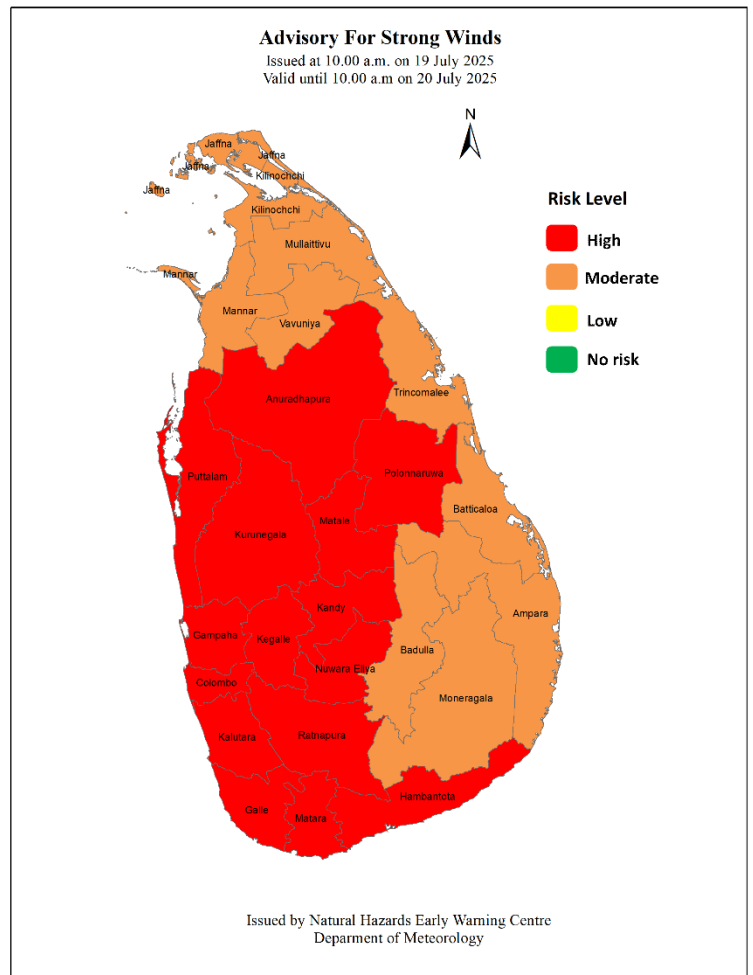 Advisory For Strong Winds
Issued at 10.00 a.m. on 19 July 2025
Valid until 10.00 a.m on 20 July 2025
N
Jaffna
Jaffna
Jaffna
Kilinochchi
Jaffna
Risk Level
Kilinochchi
High
Mullaittivu
Mannar
Moderate
Mannar
Vavuniya
Low
No risk
Trincomalee
Anuradhapura
Polonnaruwa
Puttalam
Batticaloa
Matale
Kurunegala
Kandy
Ampara
Gampaha
Kegalle
Badulla
Nuwara Eliya
Colombo
Moneragala
Kalutara
Ratnapura
Hambantota
Galle
Matara
Issued by Natural Hazards Early Warning Centre
Deparment of Meteorology